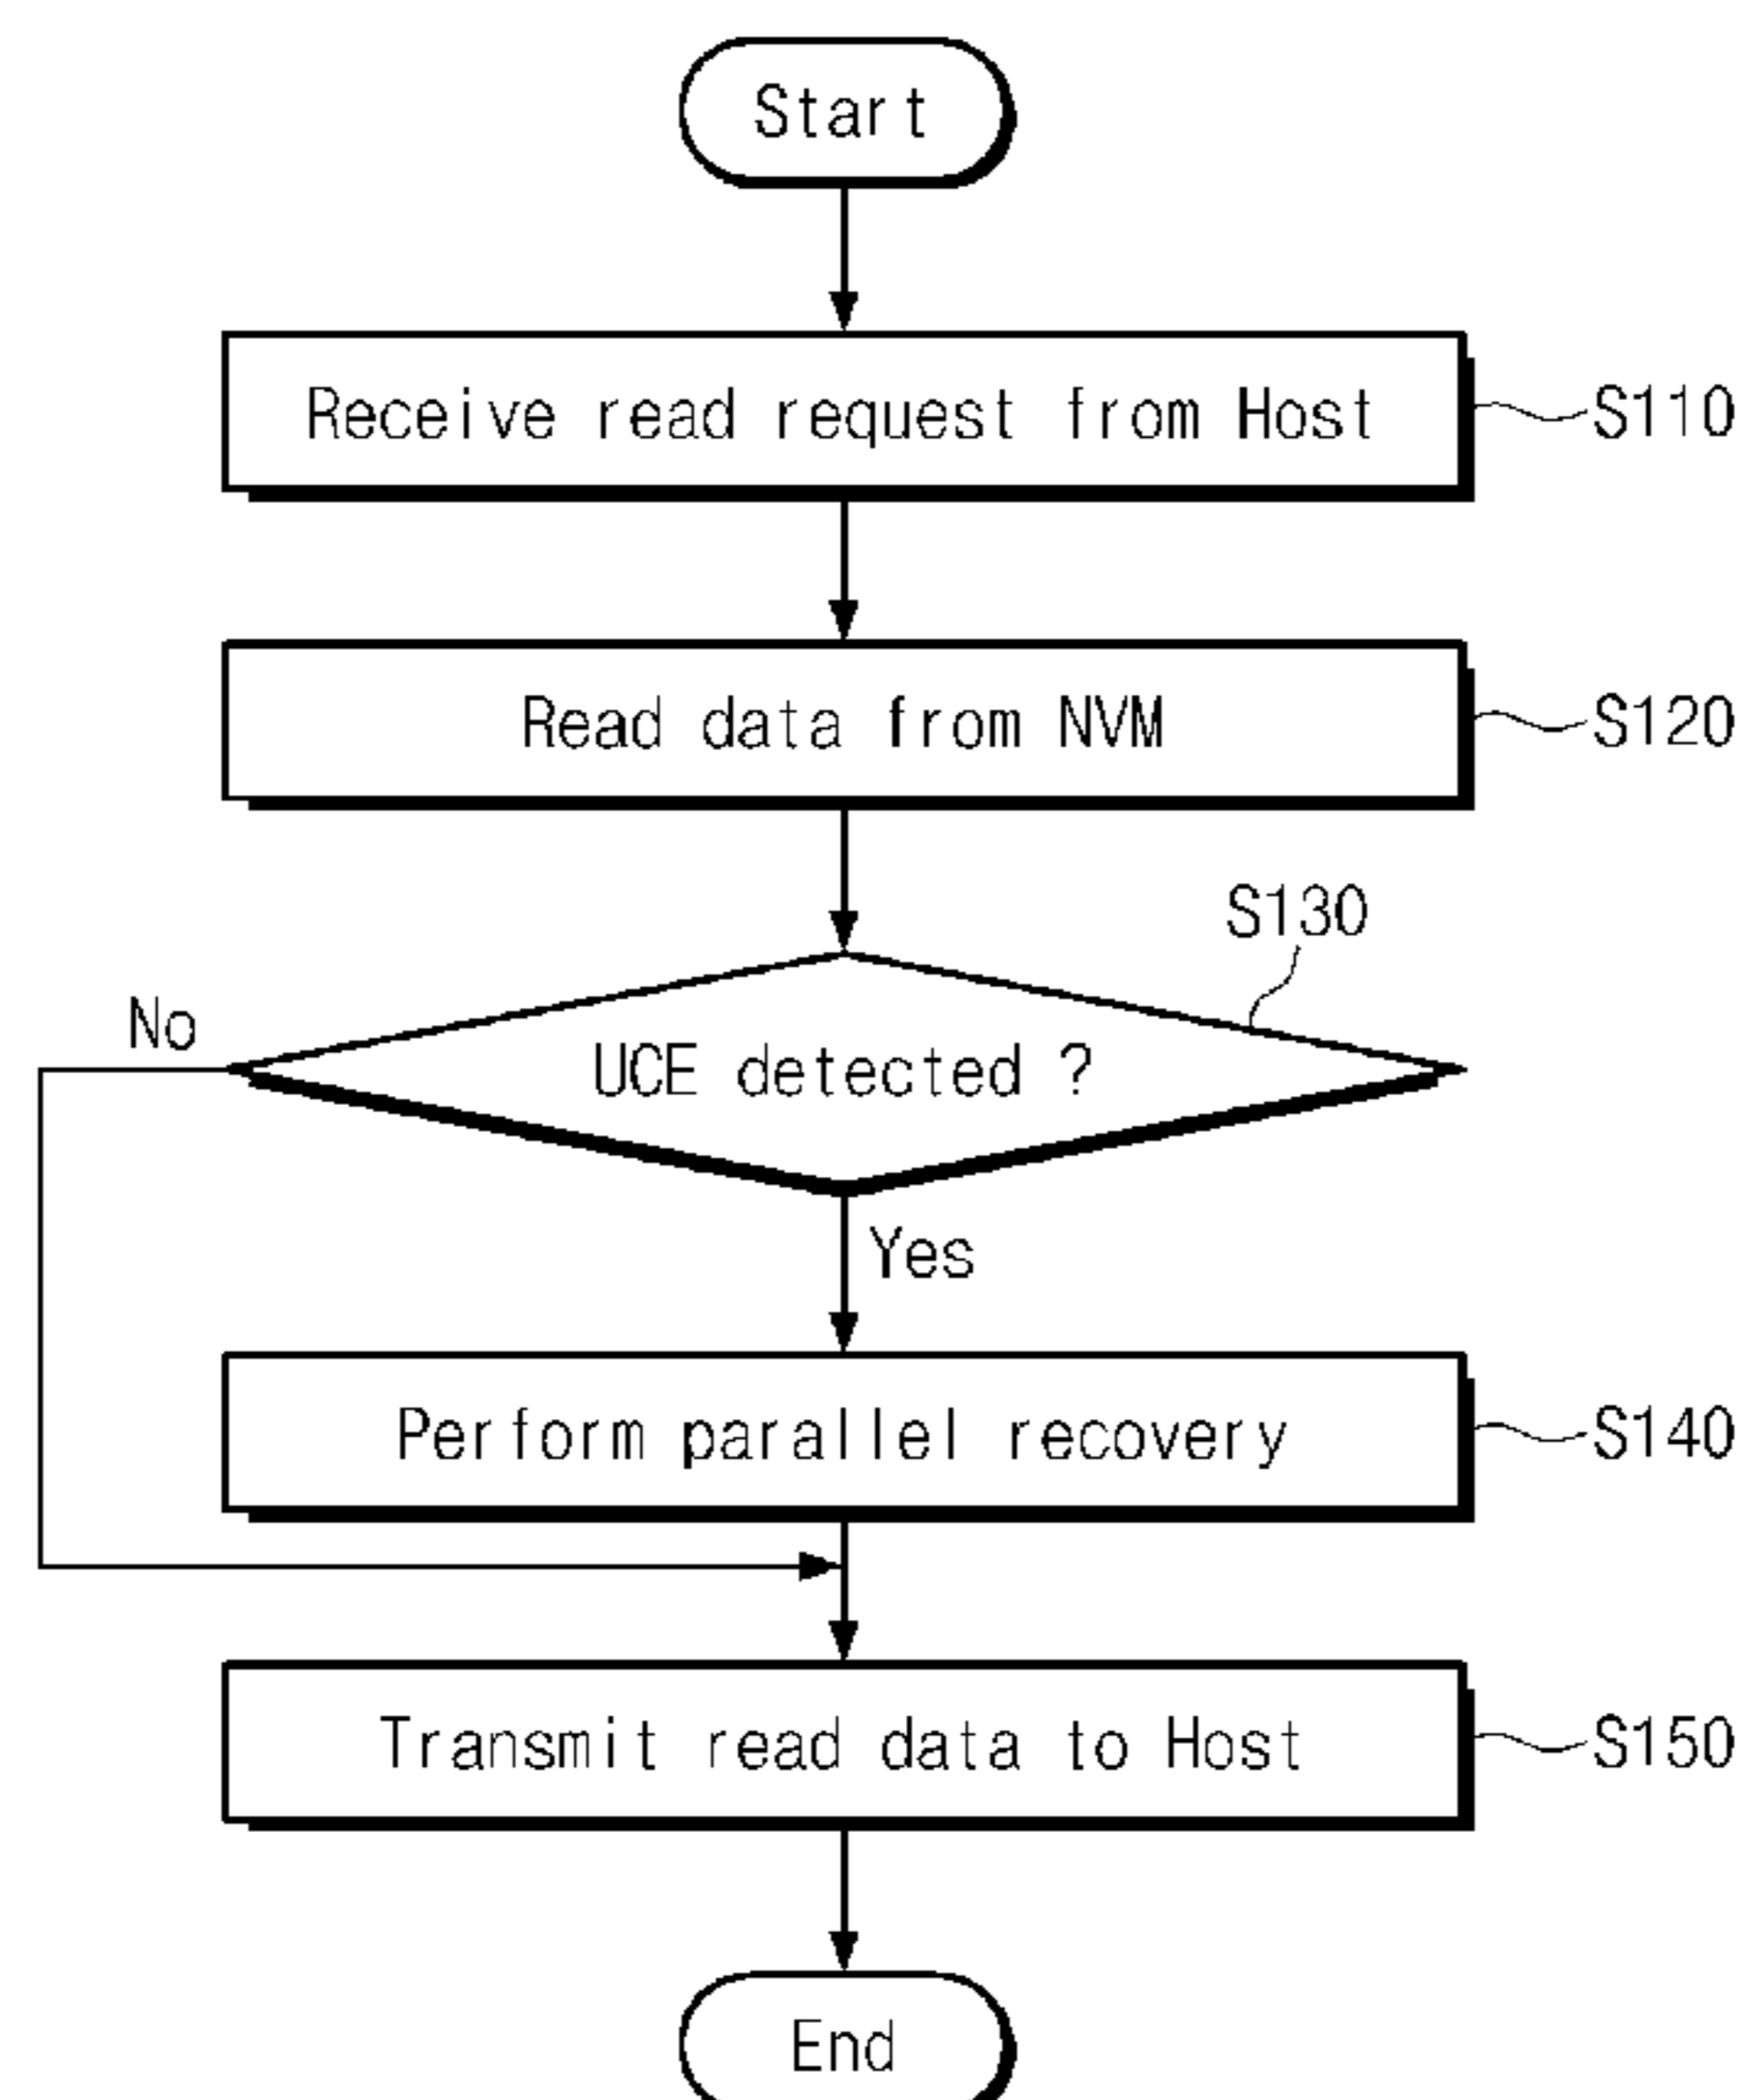 Start
Receive read request from Host
S110
Read data from NVM
S120
S130
No
UCE detected ?
Yes
Perform parallel recovery
S140
Transmit read data to Host
S150
End